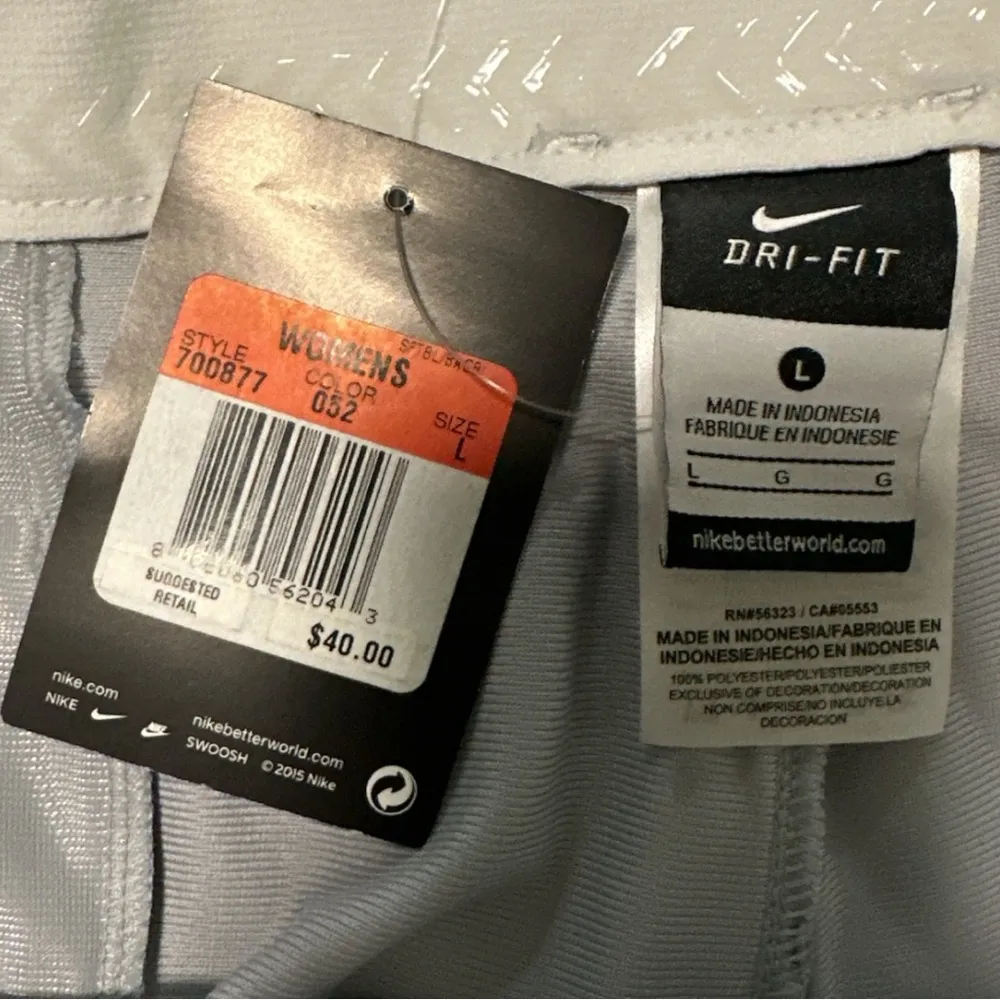 WOMENS
STYLE
700877
COLOR
052
SIZE
L
56204 3
SUGGESTED
RETAIL
$40.00
nike.com
NIKE
nikebetterworld.com
SWOOSH © 2015 Nike
DRI-FIT
L
MADE IN INDONESIA
FABRIQUE EN INDONESIE
L G G
nikebetterworld.com
RN#56323 / CA#05553
MADE IN INDONESIA/FABRIQUE EN
INDONESIE/HECHO EN INDONESIA
100% POLYESTER/POLYESTER/POLIESTER
EXCLUSIVE OF DECORATION/DECORATION
NON COMPRISE/NO INCLUYE LA
DECORACION